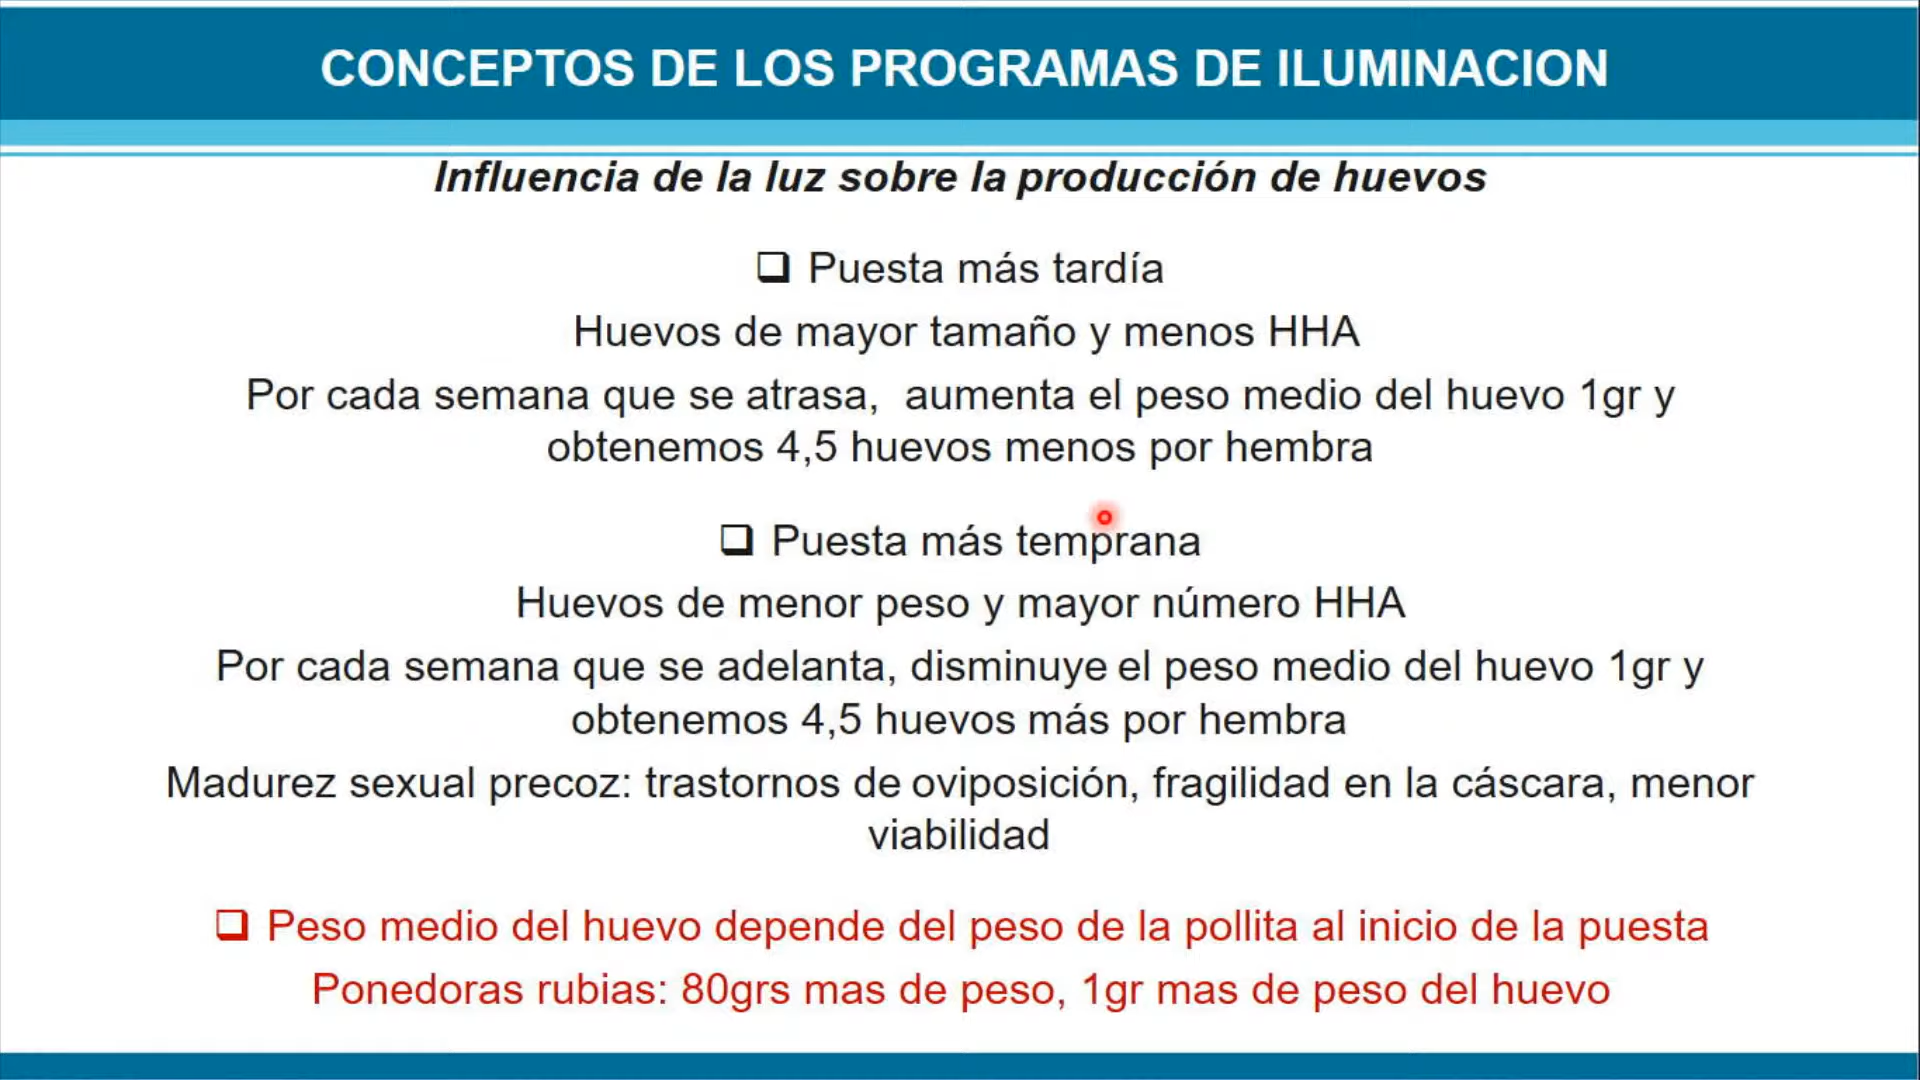 CONCEPTOS DE LOS PROGRAMAS DE ILUMINACION
Influencia de la luz sobre la producción de huevos
❑ Puesta más tardía
Huevos de mayor tamaño y menos HHA
Por cada semana que se atrasa, aumenta el peso medio del huevo 1gr y
obtenemos 4,5 huevos menos por hembra
❑ Puesta más temprana
Huevos de menor peso y mayor número HHA
Por cada semana que se adelanta, disminuye el peso medio del huevo 1gr y
obtenemos 4,5 huevos más por hembra
Madurez sexual precoz: trastornos de oviposición, fragilidad en la cáscara, menor
viabilidad
❑ Peso medio del huevo depende del peso de la pollita al inicio de la puesta
Ponedoras rubias: 80grs mas de peso, 1gr mas de peso del huevo